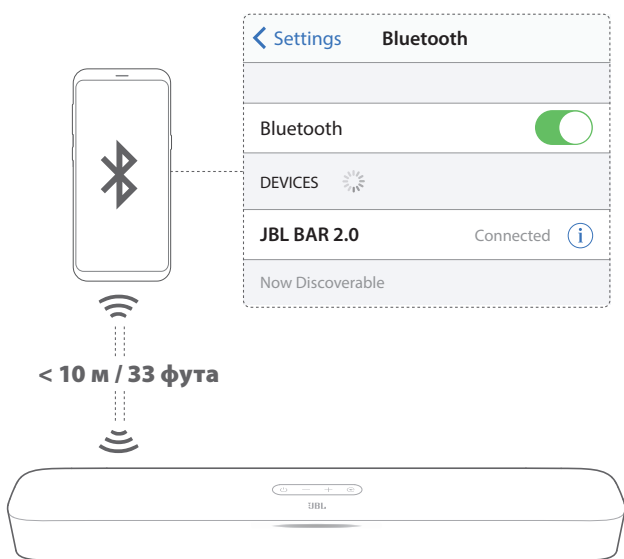 Settings Bluetooth
Bluetooth
DEVICES
JBL BAR 2.0 Connected i
Now Discoverable
< 10 м / 33 фута
JBL